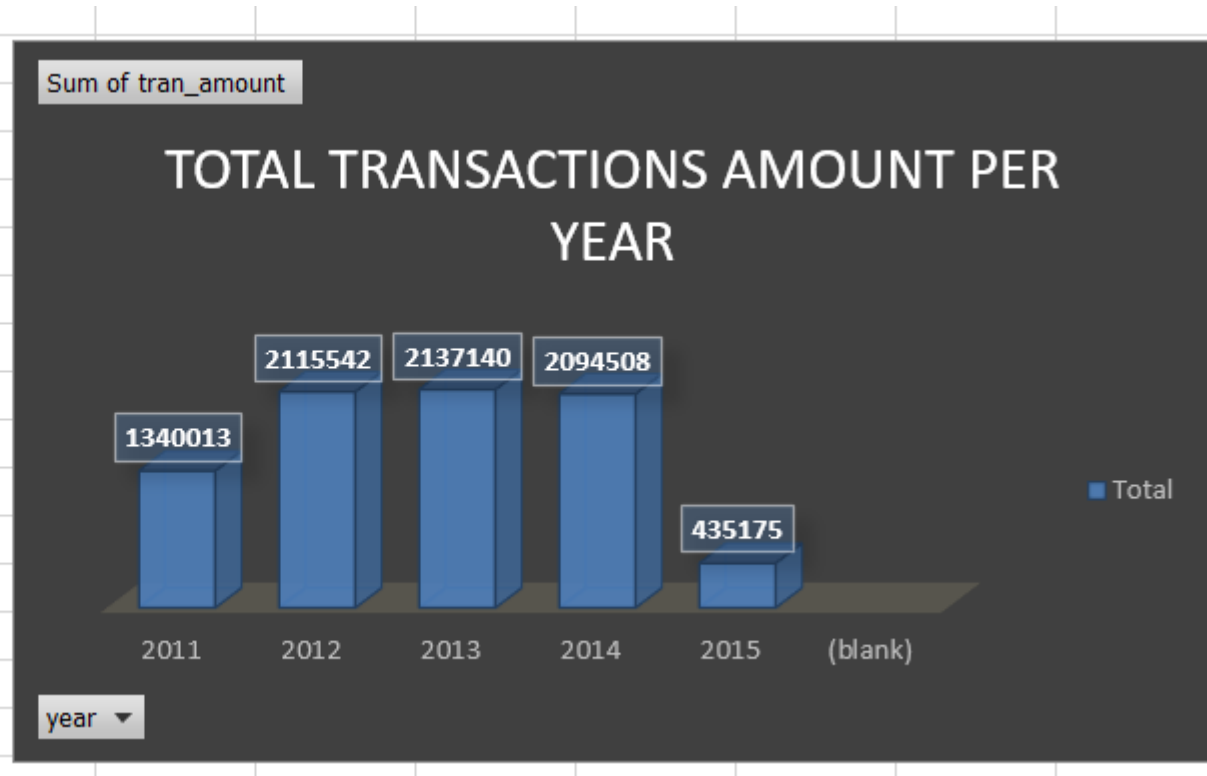 Sum of tran_amount
TOTAL TRANSACTIONS AMOUNT PER
YEAR
2115542
2137140
2094508
1340013
435175
Total
2011
2012
2013
2014
2015
(blank)
year